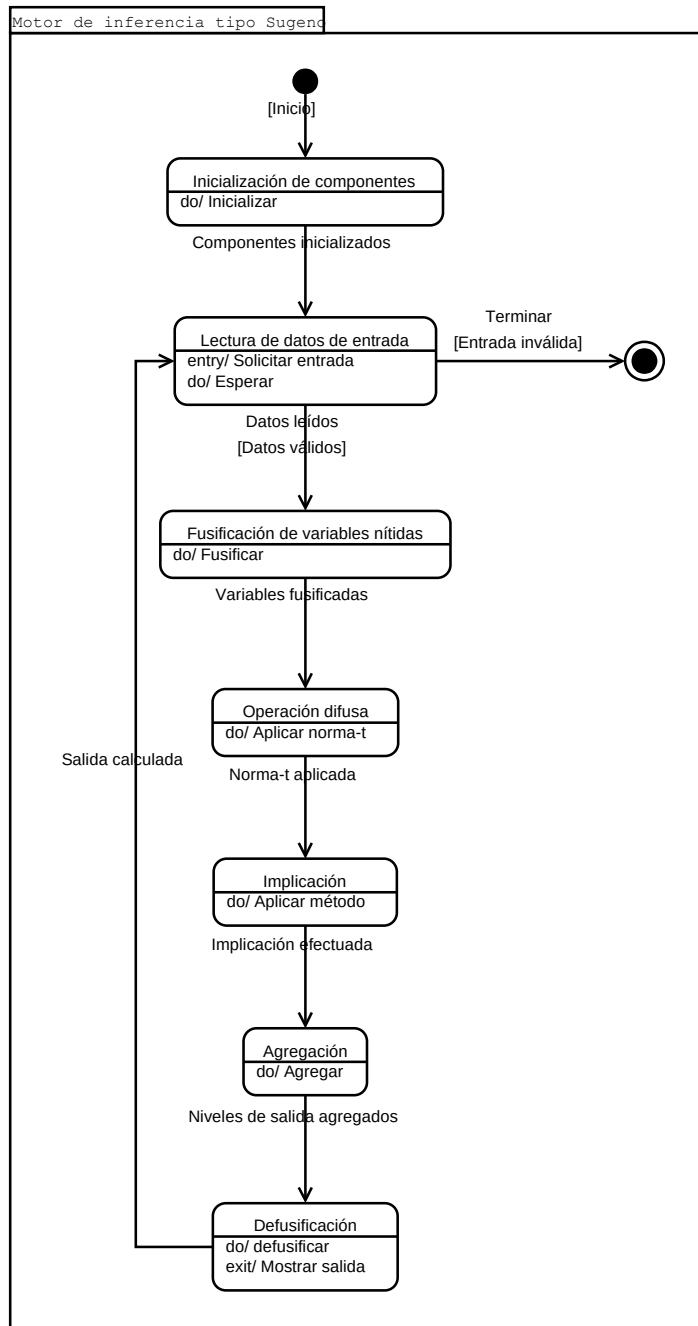 Motor de inferencia tipo Sugeno
[Inicio]
Inicialización de componentes
do/ Inicializar
Componentes inicializados
Lectura de datos de entrada
entry/ Solicitar entrada
do/ Esperar
Terminar
[Entrada inválida]
Datos leídos
[Datos válidos]
Fusificación de variables nítidas
do/ Fusificar
Variables fusificadas
Operación difusa
do/ Aplicar norma-t
Salida calculada
Norma-t aplicada
Implicación
do/ Aplicar método
Implicación efectuada
Agregación
do/ Agregar
Niveles de salida agregados
Defusificación
do/ defusificar
exit/ Mostrar salida